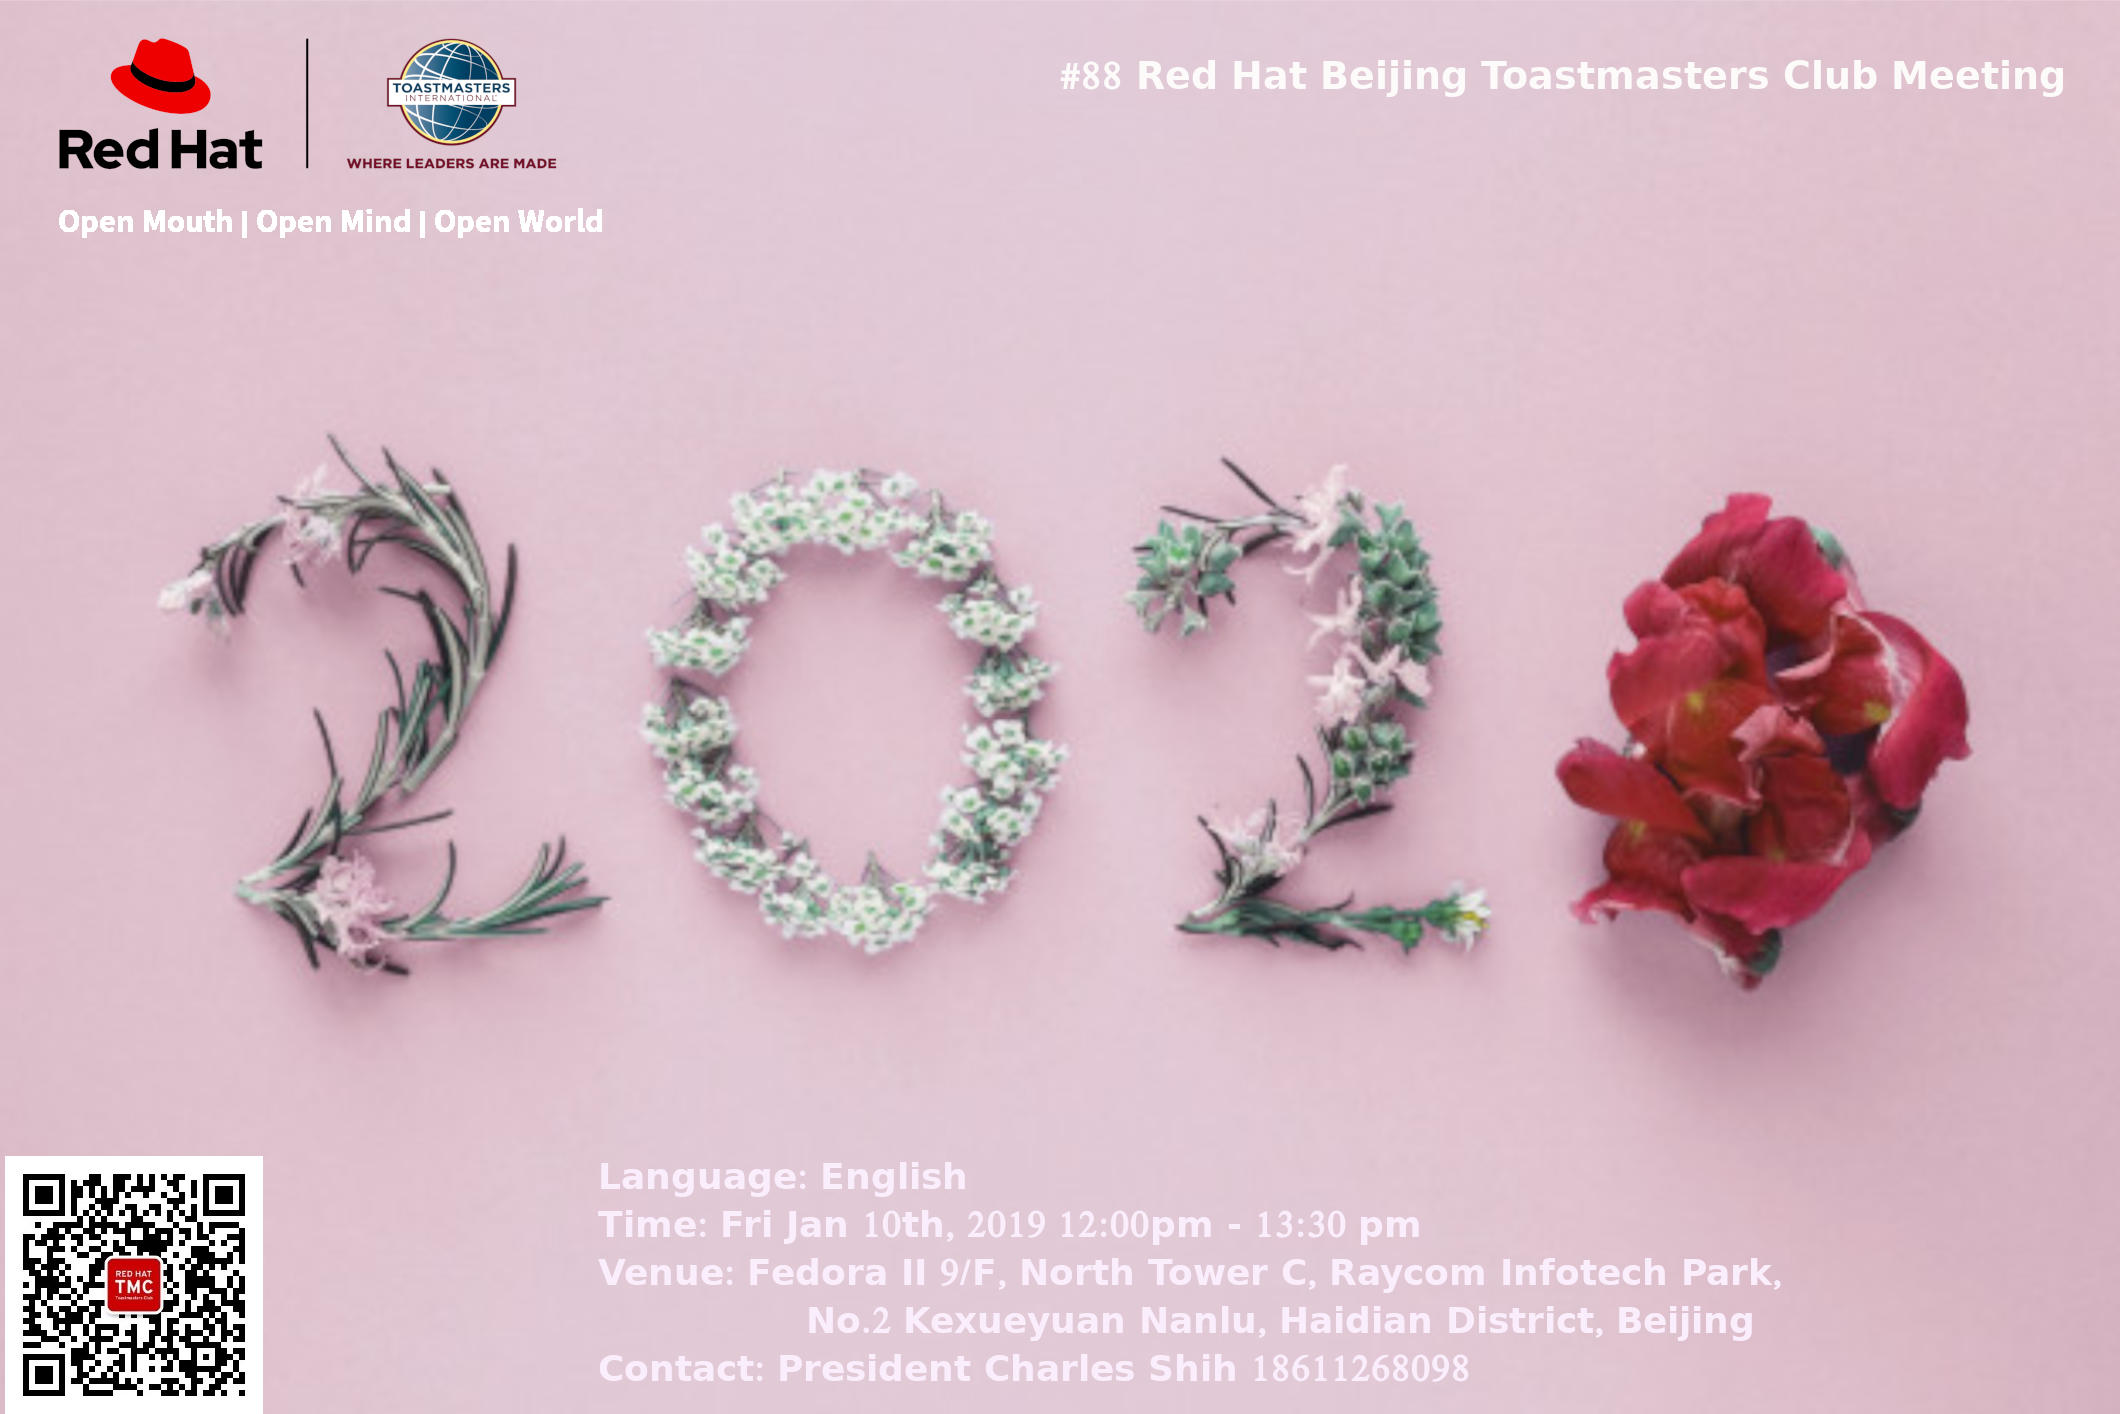 #88 Red Hat Beijing Toastmasters Club Meeting
Red Hat
TOASTMASTERS
INTERNATIONAL
WHERE LEADERS ARE MADE
Open Mouth | Open Mind | Open World
202
Language: English
Time: Fri Jan 10th, 2019 12:00pm - 13:30 pm
Venue: Fedora II 9/F, North Tower C, Raycom Infotech Park,
No.2 Kexueyuan Nanlu, Haidian District, Beijing
Contact: President Charles Shih 18611268098
RED HAT
TMC
Toastmasters Club